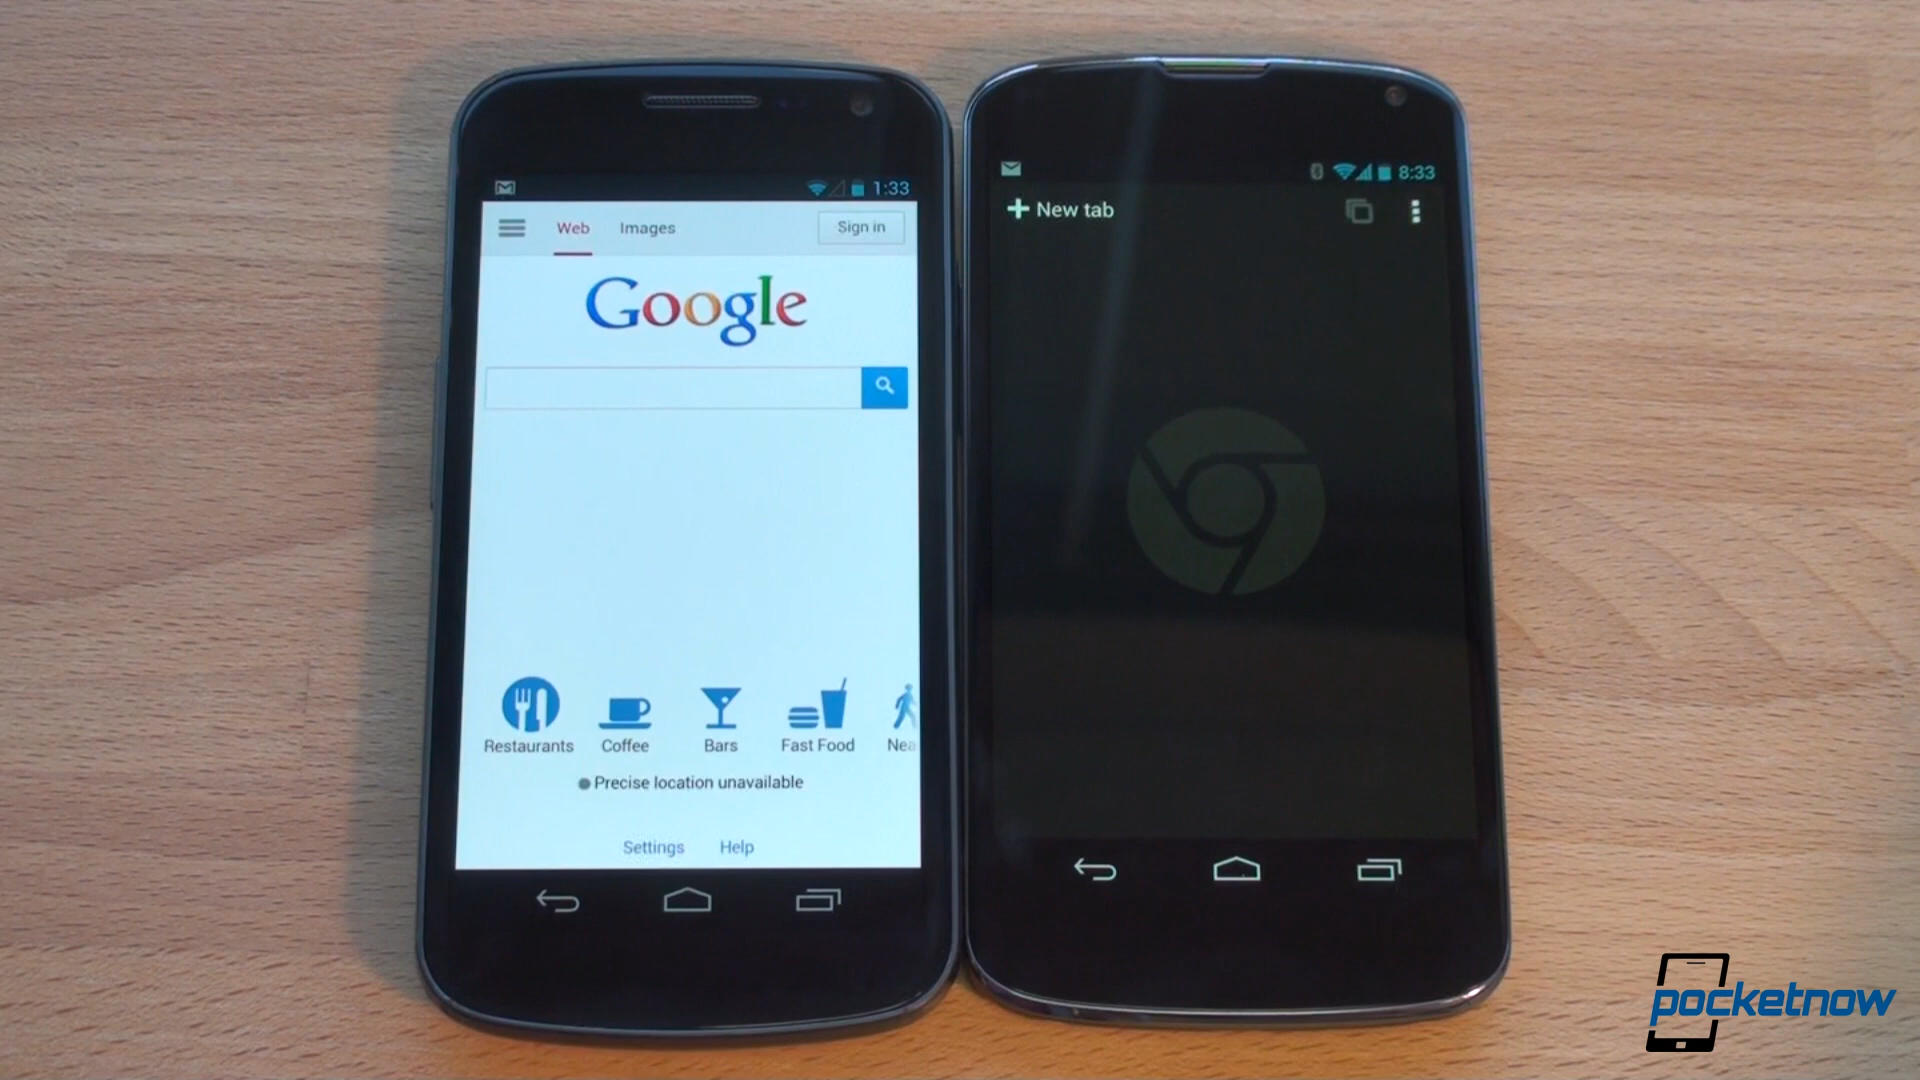 1:33
Web Images Sign in
Google
Restaurants Coffee Bars Fast Food Nea
Precise location unavailable
Settings Help
8:33
New tab
pocketnow